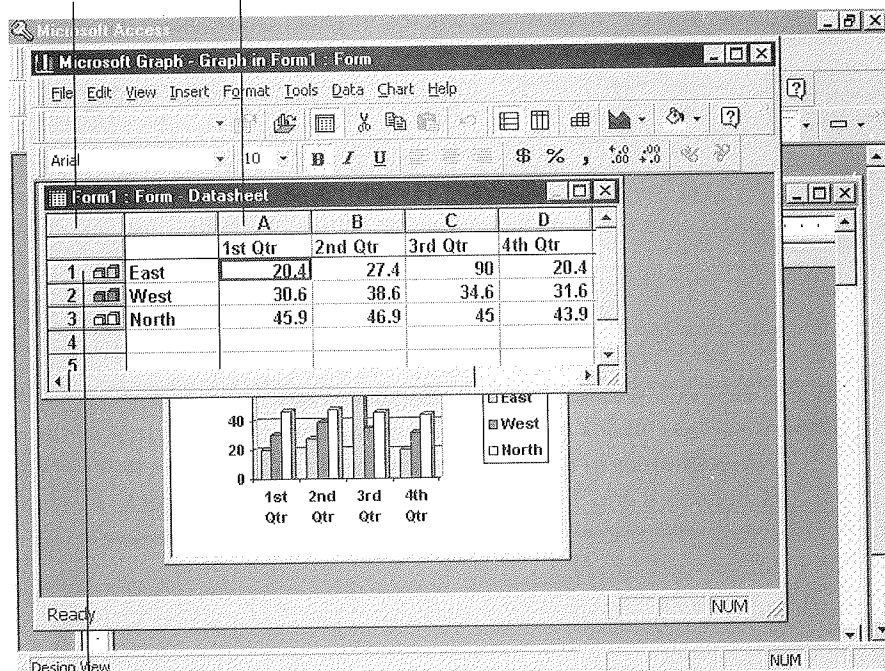 Microsoft Access
Microsoft Graph - Graph in Form1 : Form
File Edit View Insert Format Tools Data Chart Help
Arial 10 B I U $ % , .00 .00
Form1 : Form - Datasheet
A B C D
1st Qtr 2nd Qtr 3rd Qtr 4th Qtr
1 East 20.4 27.4 90 20.4
2 West 30.6 38.6 34.6 31.6
3 North 45.9 46.9 45 43.9
4
5
East
40 West
20 North
0
1st 2nd 3rd 4th
Qtr Qtr Qtr Qtr
Ready NUM
Design View NUM